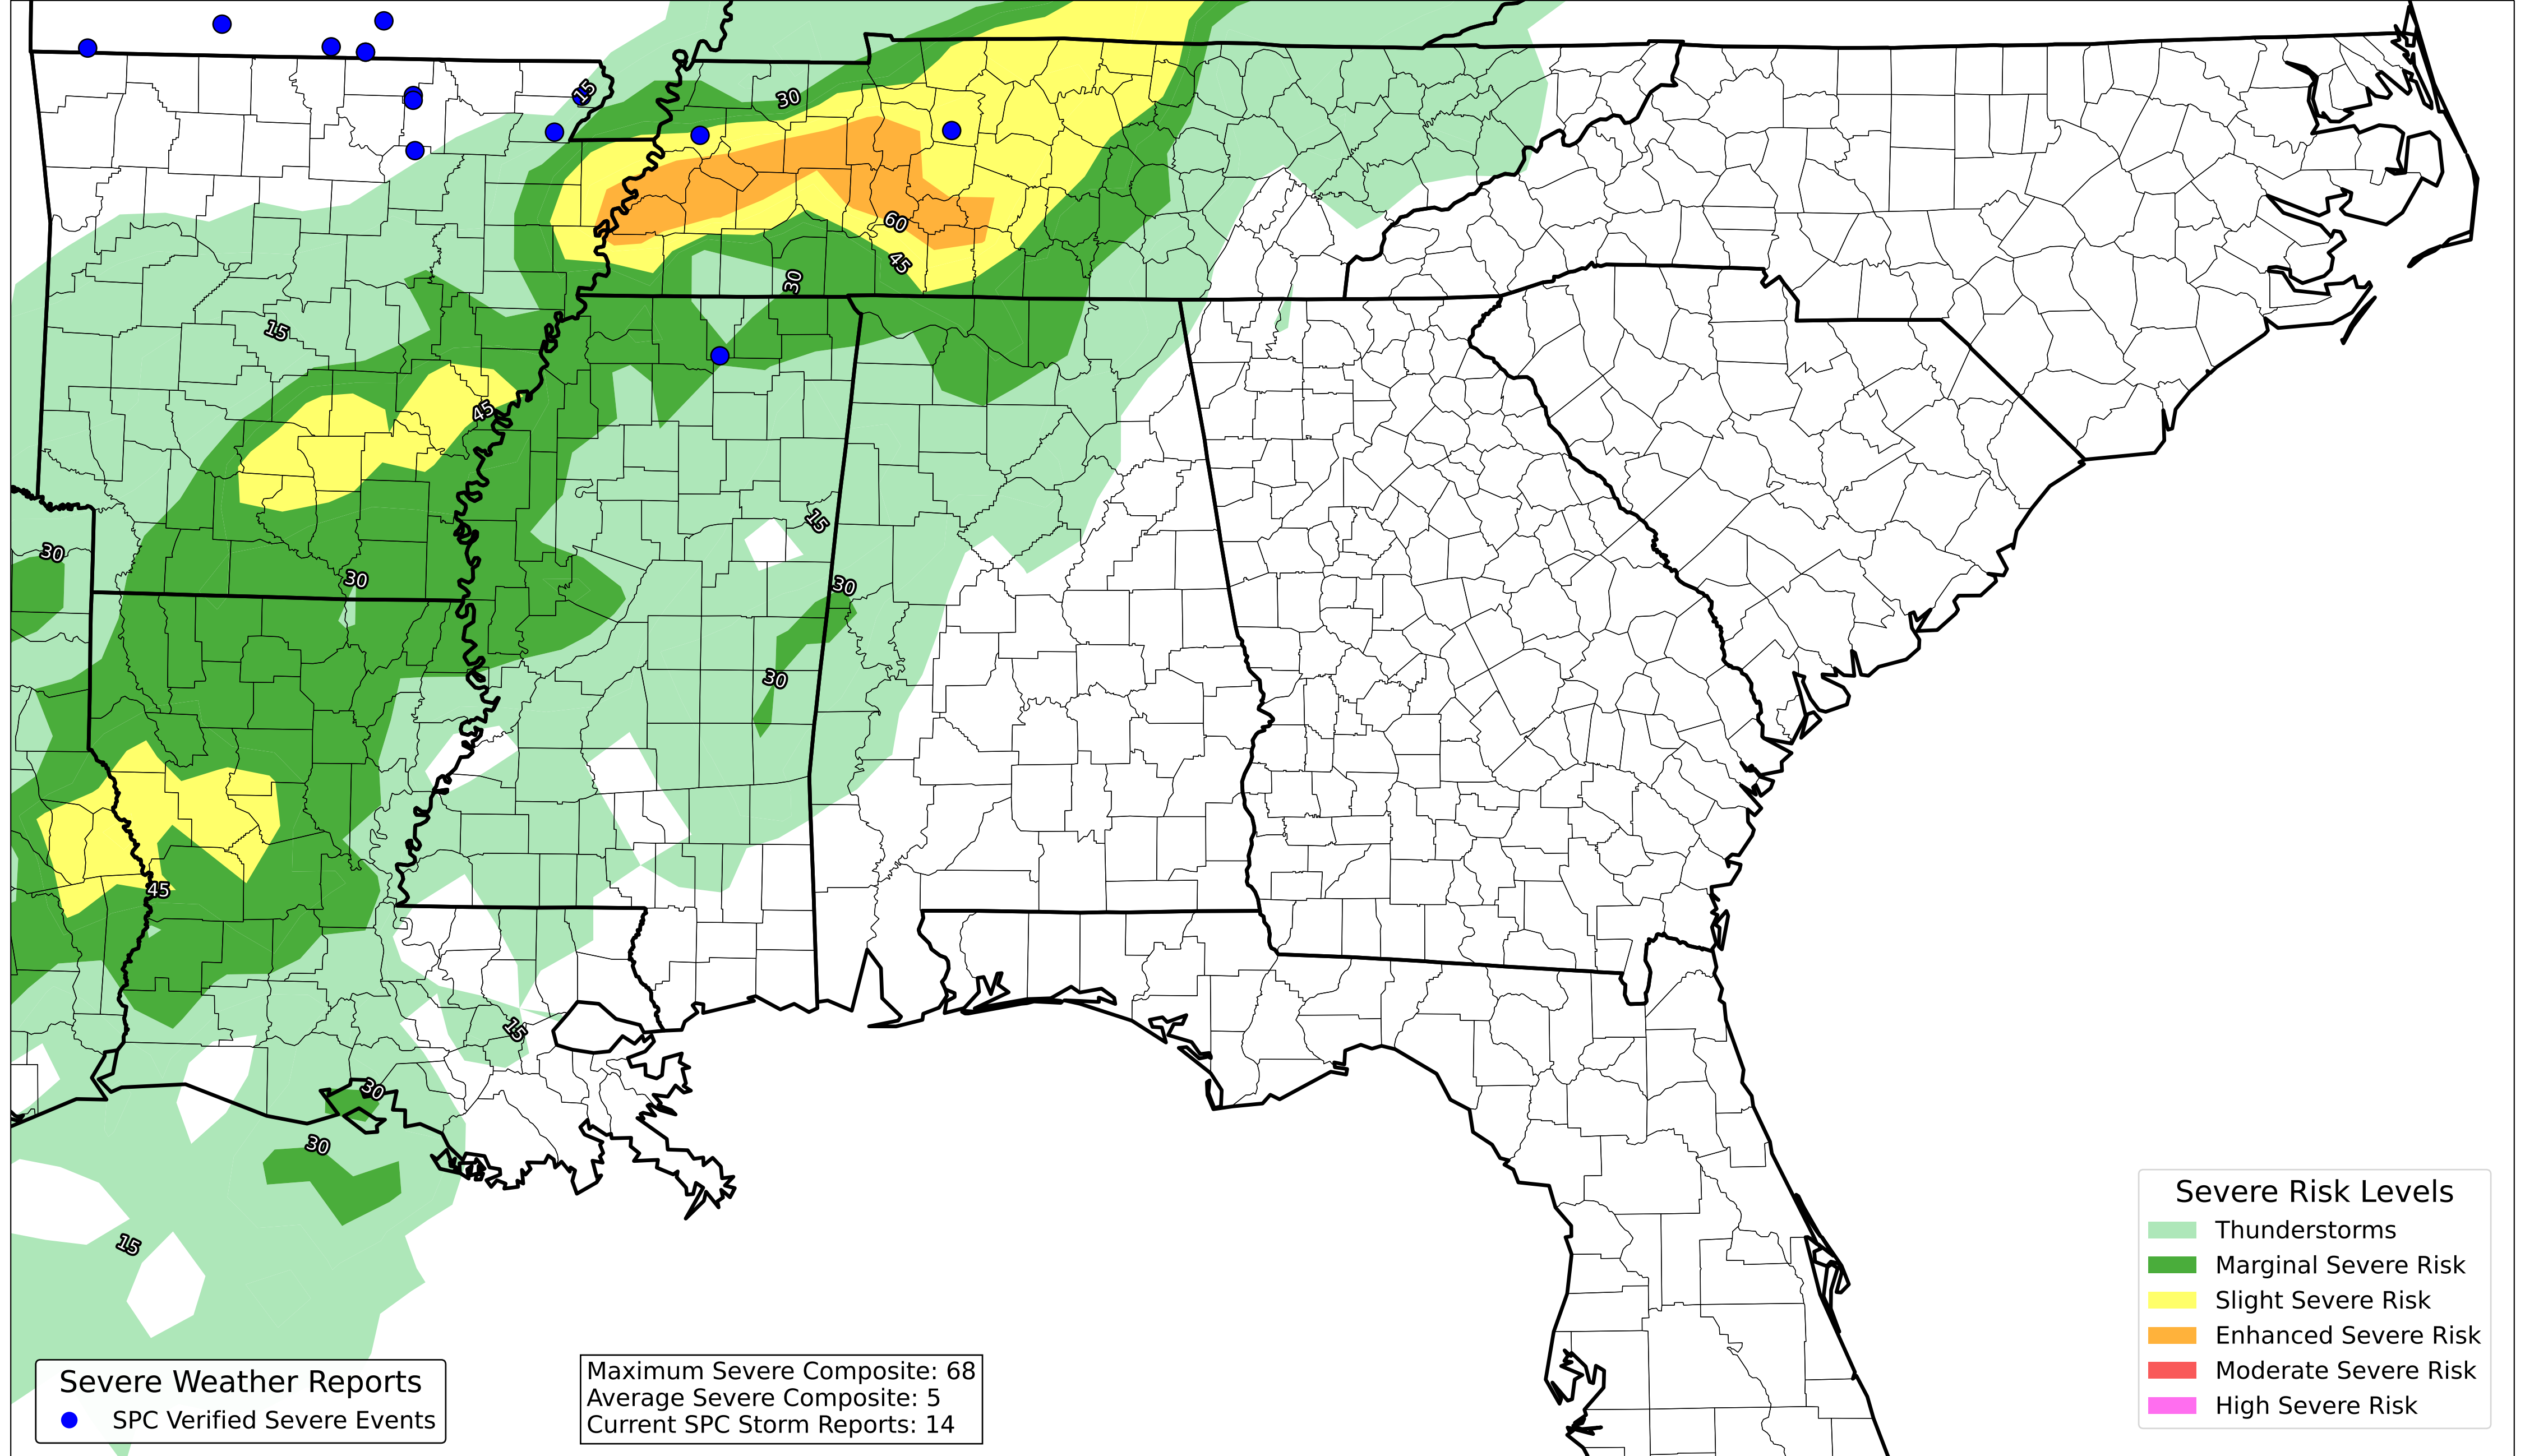 15
30
60
45
30
15
45
30
15
30
30
30
45
15
30
30
15
Severe Risk Levels
Thunderstorms
Marginal Severe Risk
Slight Severe Risk
Enhanced Severe Risk
Moderate Severe Risk
High Severe Risk
Severe Weather Reports
SPC Verified Severe Events
Maximum Severe Composite: 68
Average Severe Composite: 5
Current SPC Storm Reports: 14